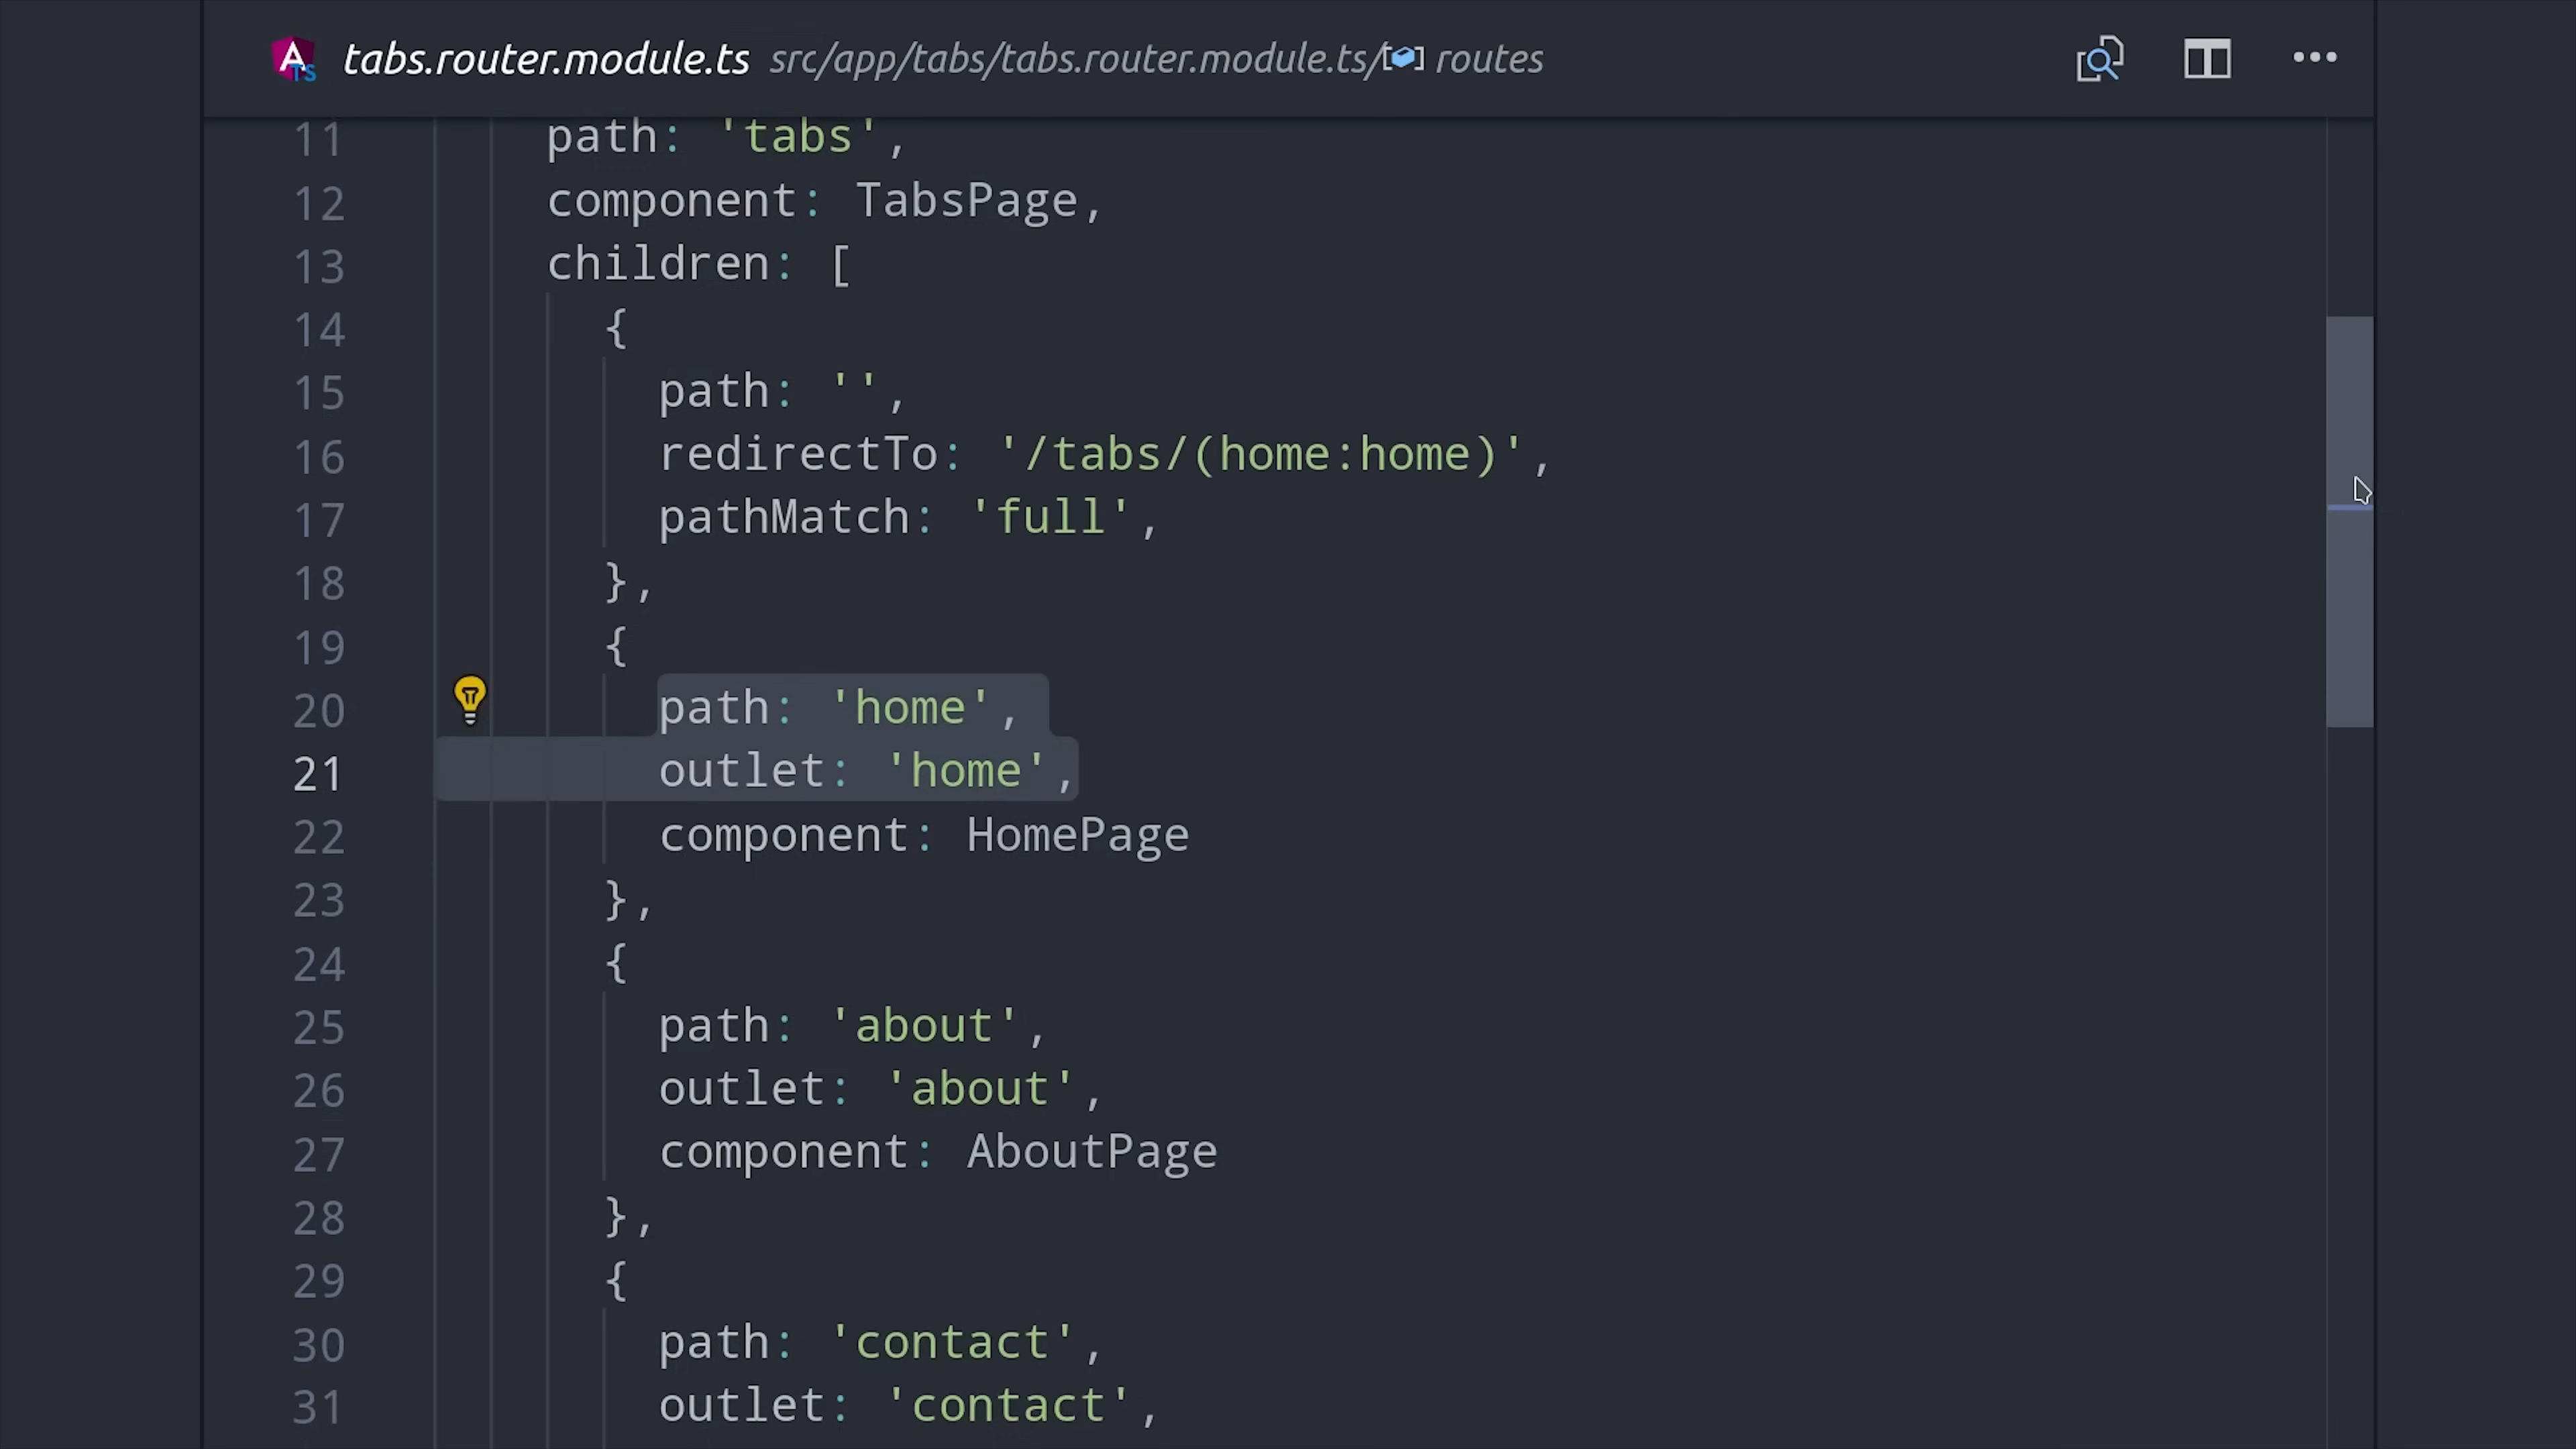 tabs.router.module.ts src/app/tabs/tabs.router.module.ts/ routes
11 path: 'tabs',
12 component: TabsPage,
13 children: [
14 {
15 path: '',
16 redirectTo: '/tabs/(home:home)',
17 pathMatch: 'full',
18 },
19 {
20 path: 'home',
21 outlet: 'home',
22 component: HomePage
23 },
24 {
25 path: 'about',
26 outlet: 'about',
27 component: AboutPage
28 },
29 {
30 path: 'contact',
31 outlet: 'contact',